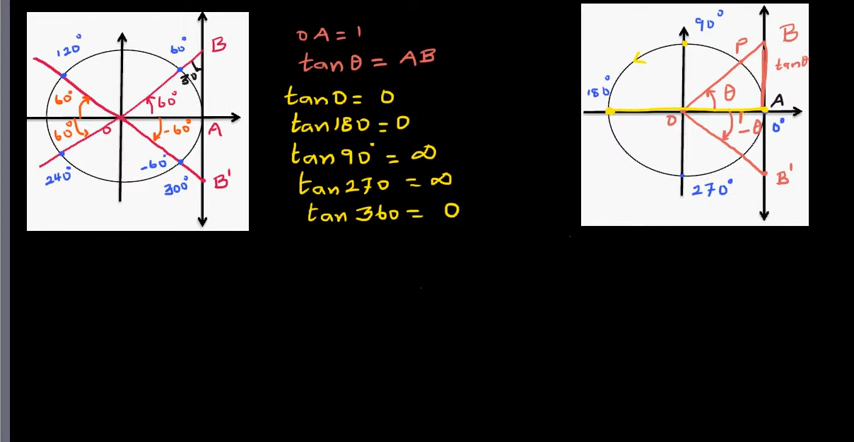 120°
60°
B
30°
60°
60°
60°
-60°
O
A
240°
-60°
300°
B'
OA = 1
tanθ = AB
tan0 = 0
tan180 = 0
tan90° = ∞
tan270 = ∞
tan360 = 0
90°
B
P
tanθ
180°
θ
A
O
-θ
0°
270°
B'